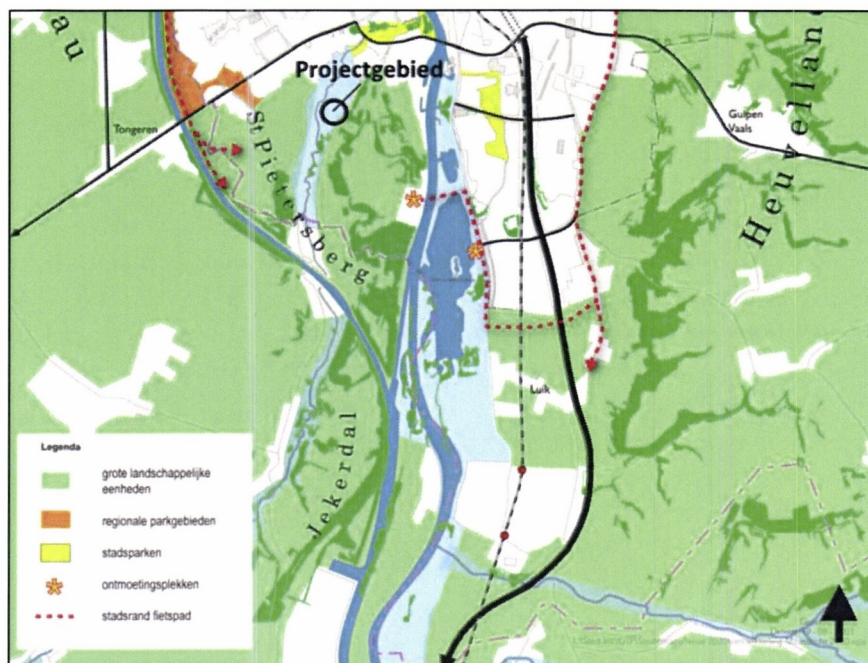 au
Projectgebied
Tongeren
St Pietersberg
Gulpen
Vaals
Heuvelland
Luik
Jekerdal
Legenda
grote landschappelijke
eenheden
regionale parkgebieden
stadsparken
ontmoetingsplekken
stadsrand fietspad